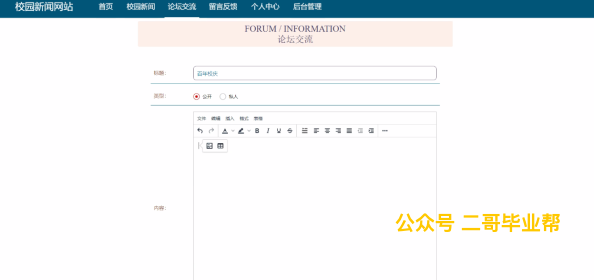 校园新闻网站 首页 校园新闻 论坛交流 留言反馈 个人中心 后台管理
FORUM / INFORMATION
论坛交流
标题： 百年校庆
类型： 公开 私人
文件 编辑 插入 格式 表格
内容：
公众号 二哥毕业帮